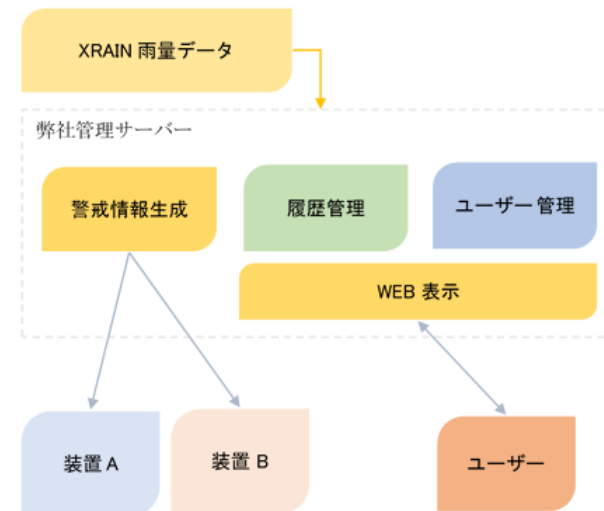 XRAIN 雨量データ
弊社管理サーバー
警戒情報生成
履歴管理
ユーザー管理
WEB 表示
装置 A
装置 B
ユーザー